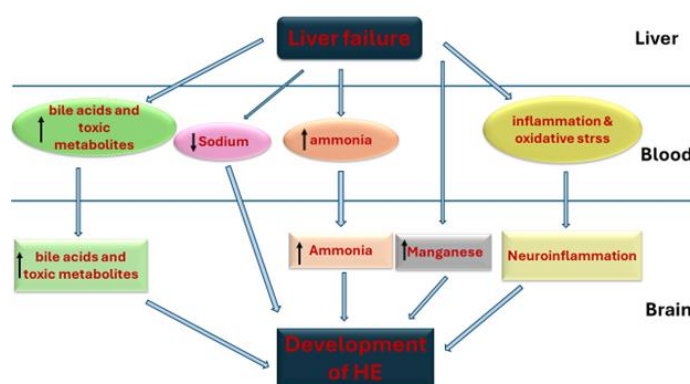 Liver failure
Liver
bile acids and
toxic
metabolites
Sodium
ammonia
inflammation &
oxidative strss
Blood
bile acids and
toxic metabolites
Ammonia
Manganese
Neuroinflammation
Brain
Development
of HE